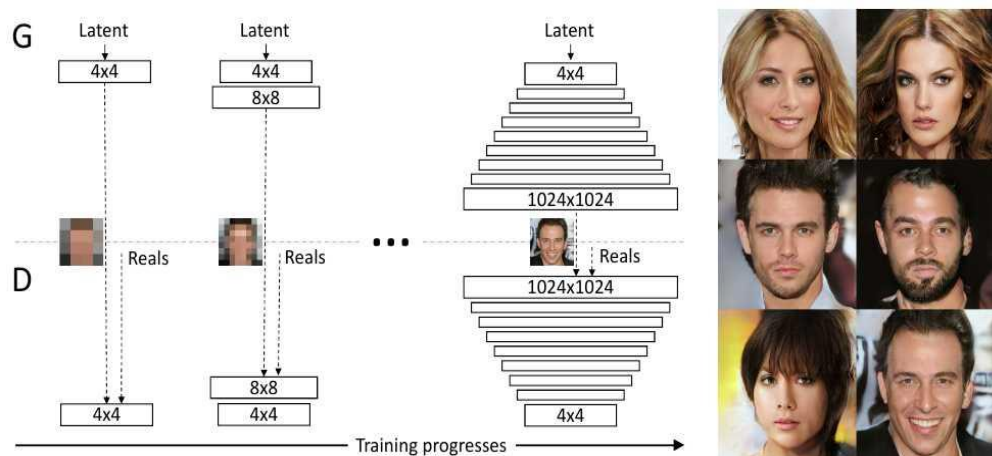 G
Latent
Latent
Latent
4x4
4x4
4x4
8x8
1024x1024
Reals
Reals
Reals
D
1024x1024
8x8
4x4
4x4
4x4
Training progresses